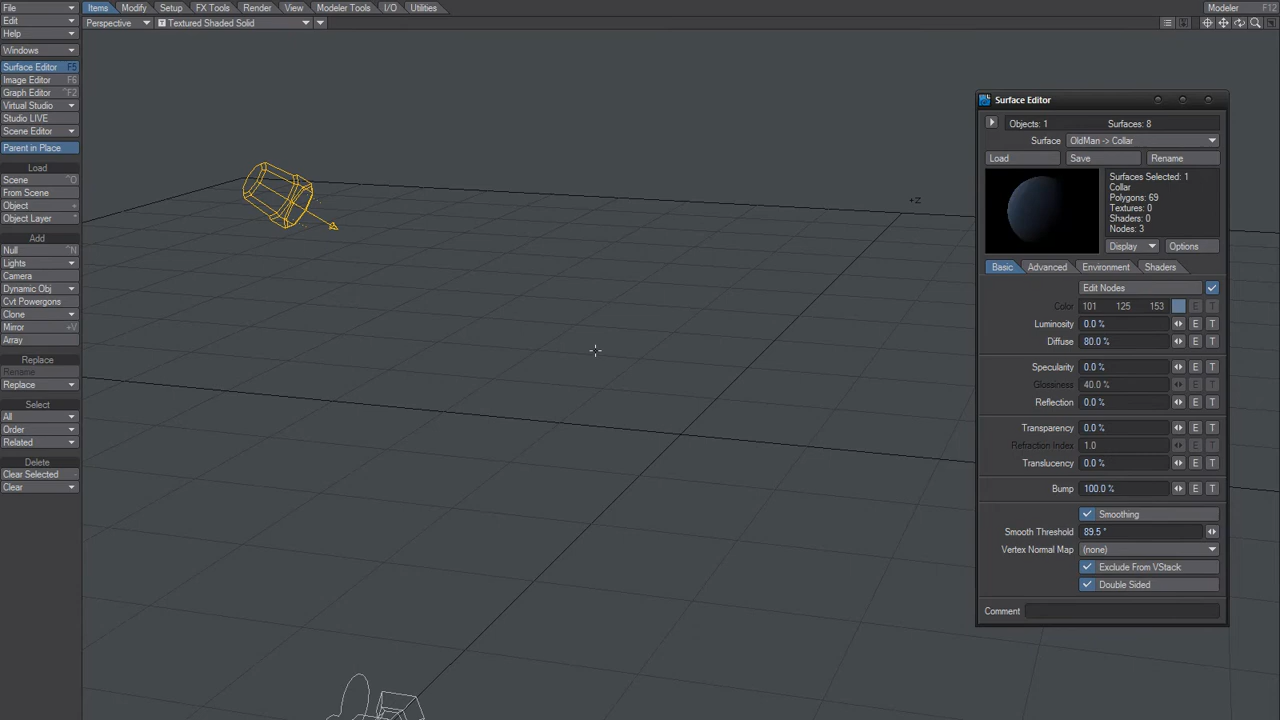 File
Items Modify Setup FX Tools Render View Modeler Tools I/O Utilities
Modeler F12
Edit
Perspective
Textured Shaded Solid
Help
Windows
Surface Editor F5
Image Editor F6
Graph Editor ^F2
Virtual Studio
Studio LIVE
Scene Editor
Parent in Place
Load
Scene ^O
From Scene
Object +
Object Layer *
Add
Null ^N
Lights
Camera
Dynamic Obj
Cvt Powergons
Clone
Mirror +V
Array
Replace
Rename
Replace
Select
All
Order
Related
Delete
Clear Selected -
Clear
+Z
Surface Editor
Objects: 1 Surfaces: 8
Surface OldMan -> Collar
Load Save Rename
Surfaces Selected: 1
Collar
Polygons: 69
Textures: 0
Shaders: 0
Nodes: 3
Display Options
Basic Advanced Environment Shaders
Edit Nodes
Color 101 125 153 E T
Luminosity 0.0 % E T
Diffuse 80.0 % E T
Specularity 0.0 % E T
Glossiness 40.0 % E T
Reflection 0.0 % E T
Transparency 0.0 % E T
Refraction Index 1.0 E T
Translucency 0.0 % E T
Bump 100.0 % E T
Smoothing
Smooth Threshold 89.5 °
Vertex Normal Map (none)
Exclude From VStack
Double Sided
Comment